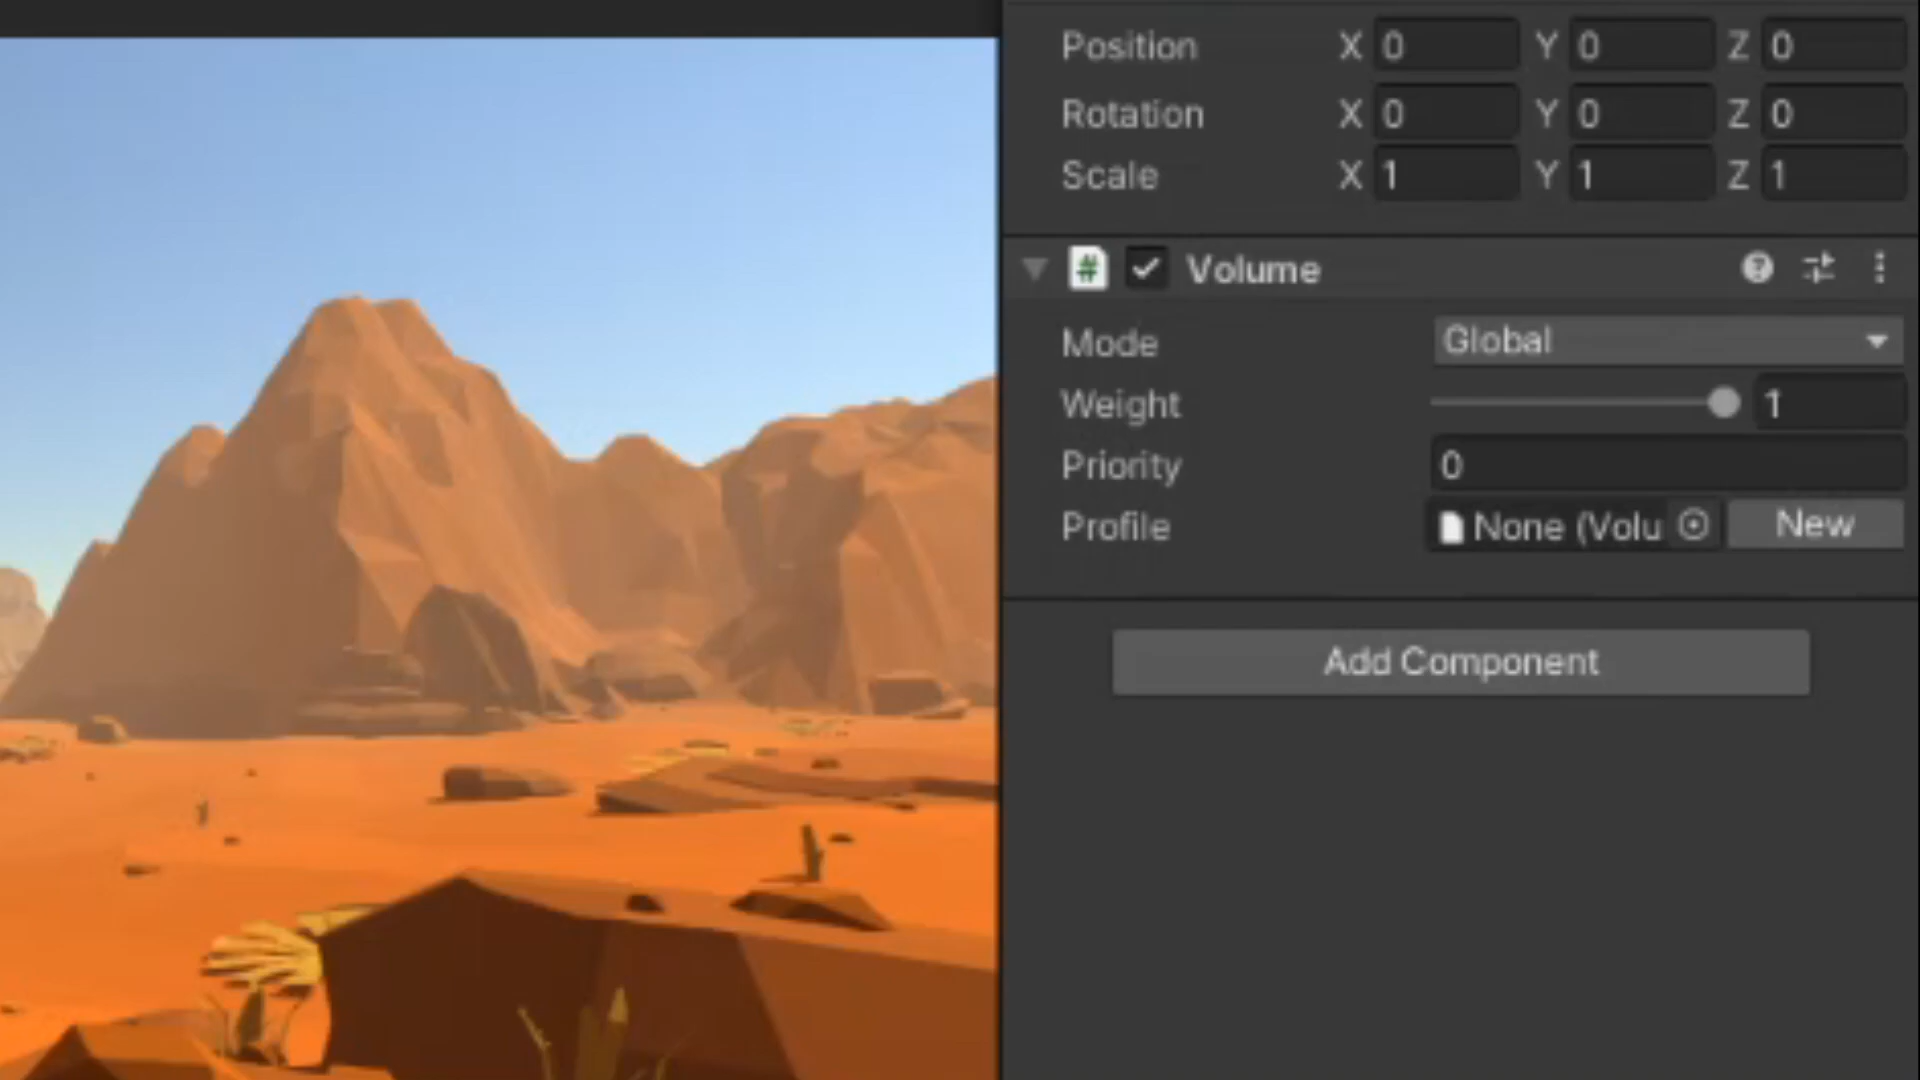 Position X 0 Y 0 Z 0
Rotation X 0 Y 0 Z 0
Scale X 1 Y 1 Z 1
# Volume
Mode Global
Weight 1
Priority 0
Profile None (Volu New
Add Component